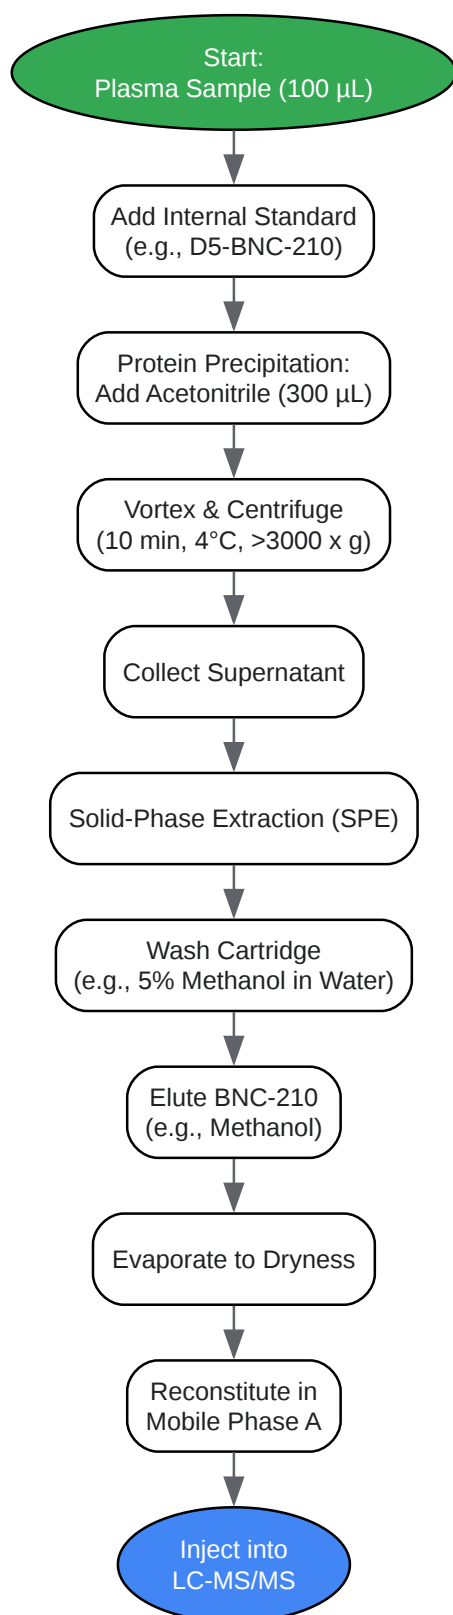 Start:
Plasma Sample (100 µL)
Add Internal Standard
(e.g., D5-BNC-210)
Protein Precipitation:
Add Acetonitrile (300 µL)
Vortex & Centrifuge
(10 min, 4°C, >3000 x g)
Collect Supernatant
Solid-Phase Extraction (SPE)
Wash Cartridge
(e.g., 5% Methanol in Water)
Elute BNC-210
(e.g., Methanol)
Evaporate to Dryness
Reconstitute in
Mobile Phase A
Inject into
LC-MS/MS